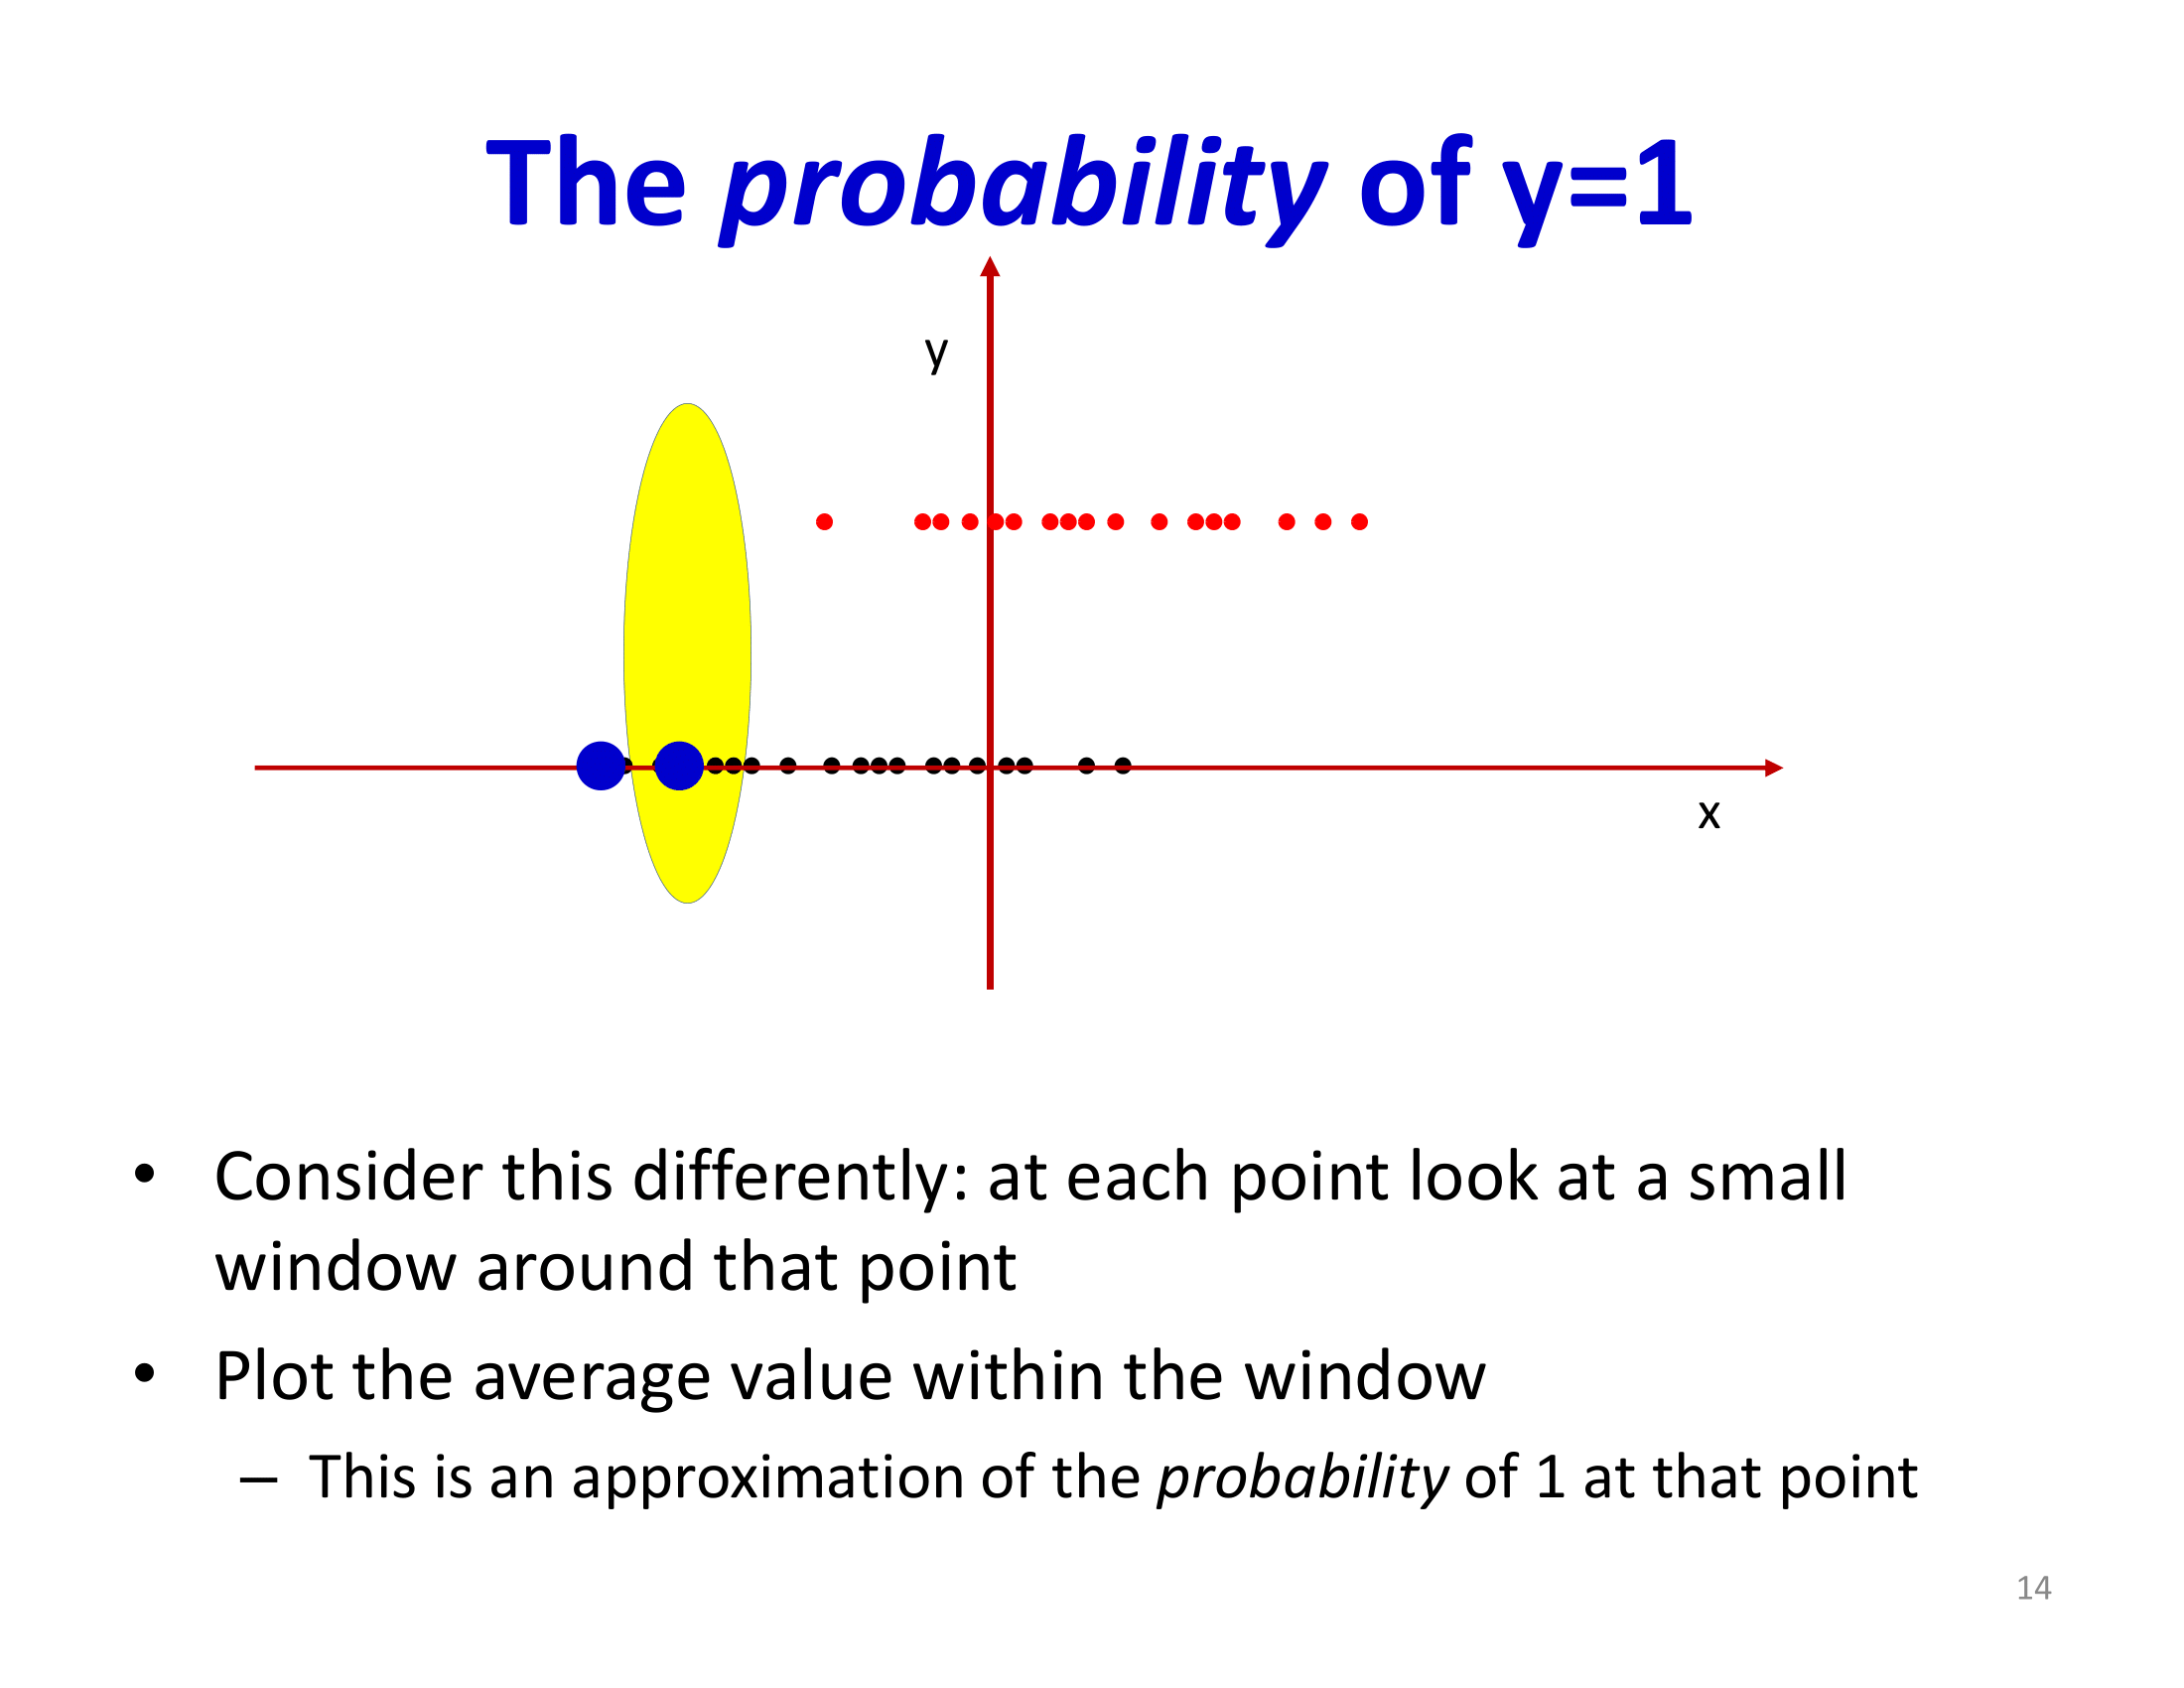 The probability of y=1
y
x
• Consider this differently: at each point look at a small
window around that point
• Plot the average value within the window
– This is an approximation of the probability of 1 at that point
14